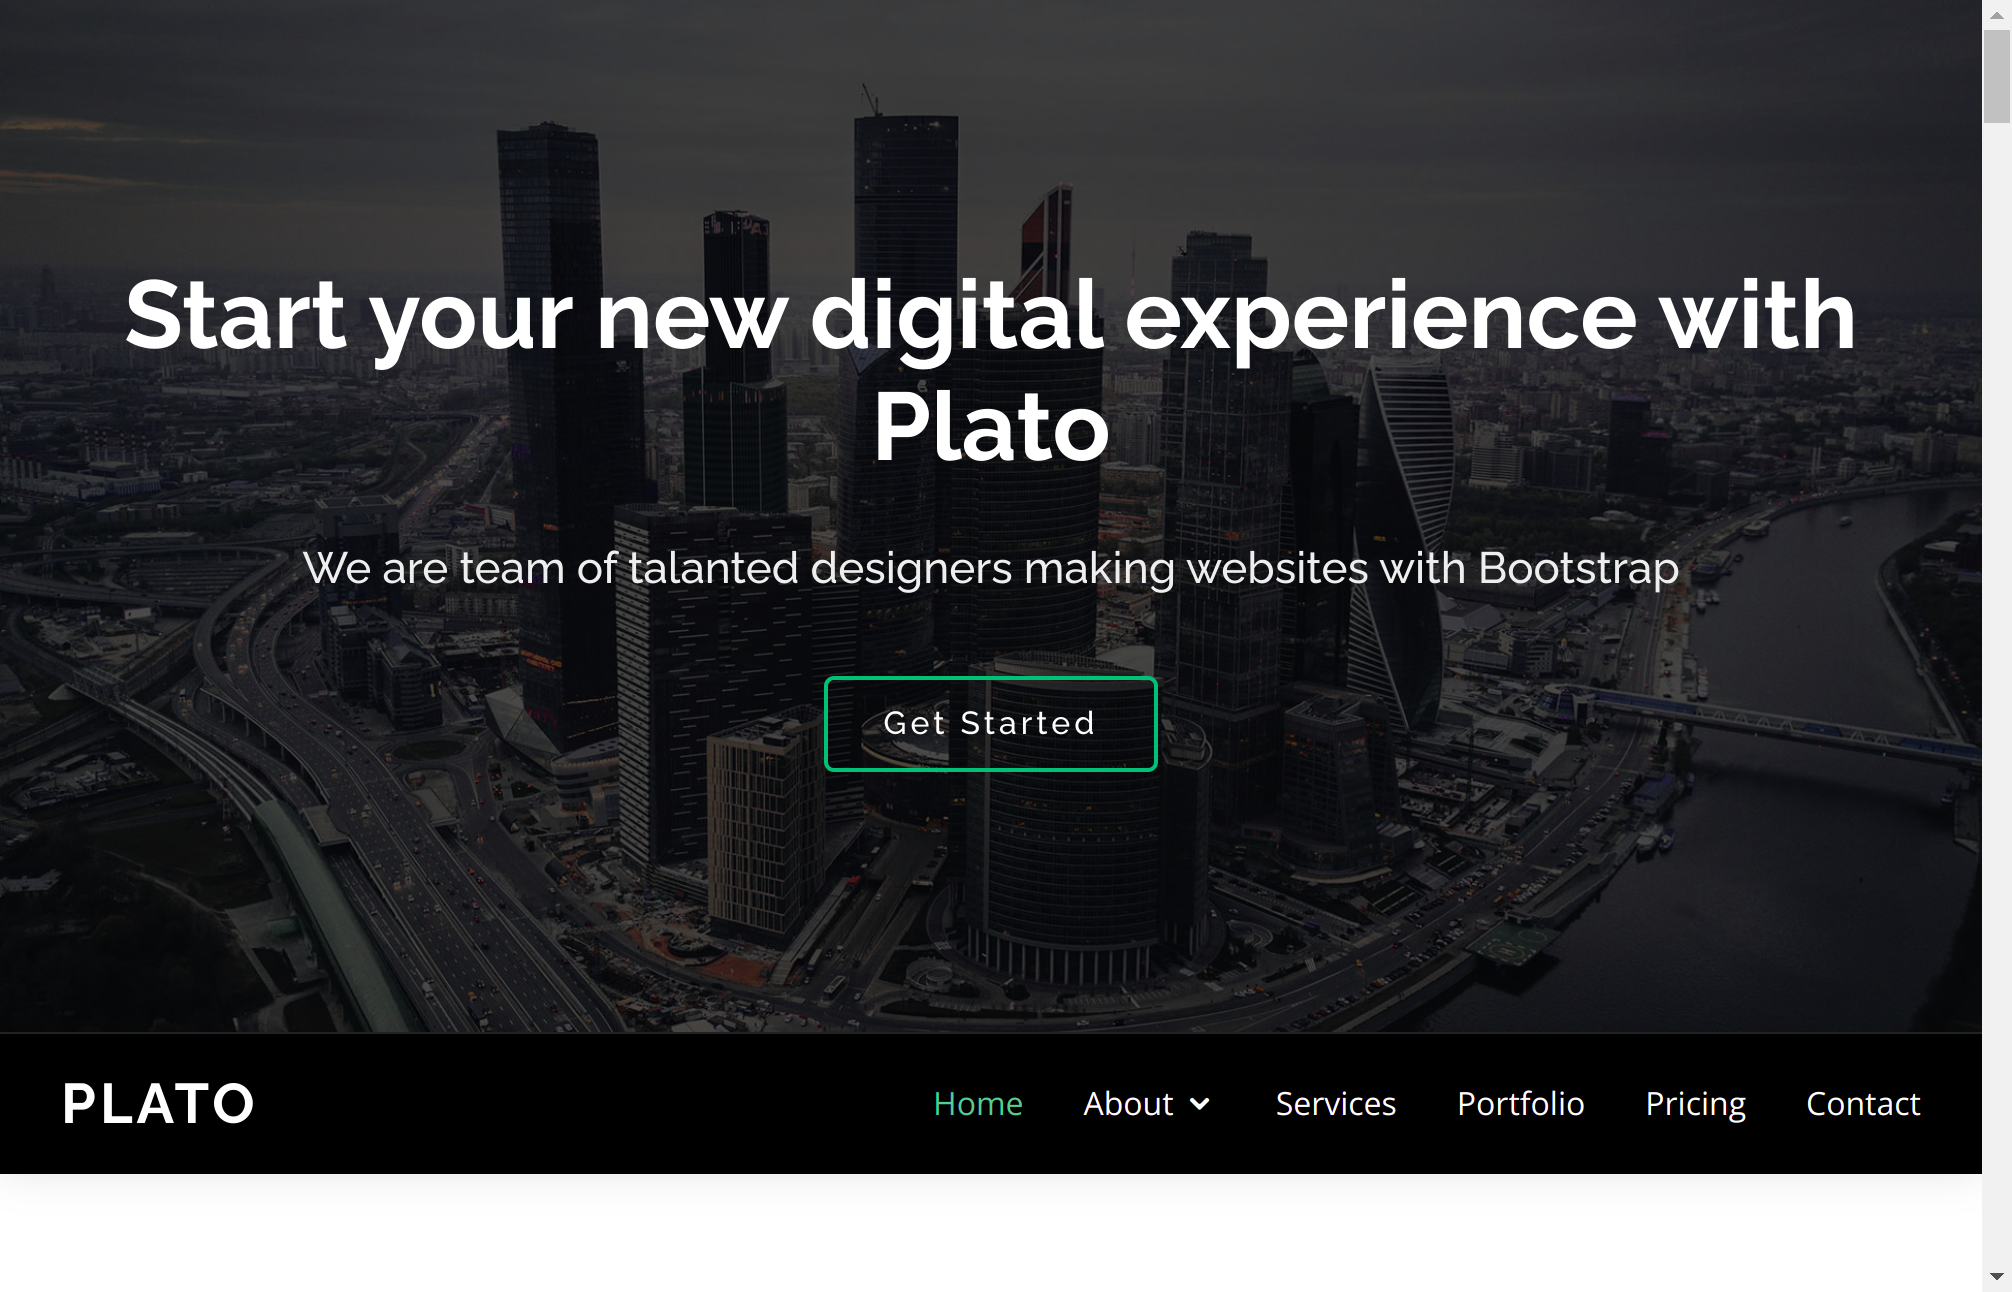 Start your new digital experience with
Plato
We are team of talanted designers making websites with Bootstrap
Get Started
PLATO
Home About Services Portfolio Pricing Contact